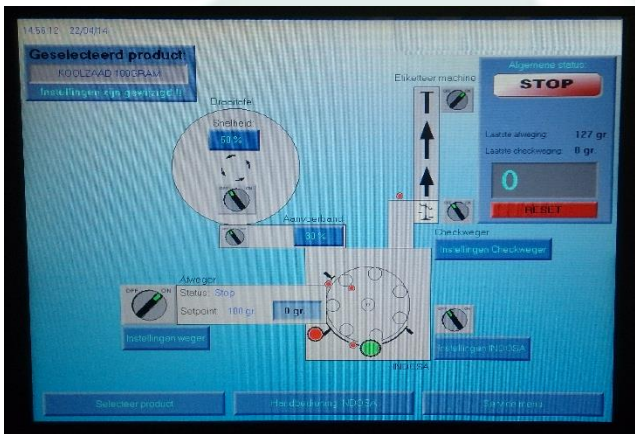 14:56:12 22/04/14
Geselecteerd product:
KOOLZAAD 100GRAM
Instellingen zijn gewijzigd !!
Draaitafel
Snelheid:
50 %
Etiketteer machine
Algemene status:
STOP
Laatste afweging: 127 gr
Laatste checkweging: 0 gr.
0
RESET
Aanvoerband
80 %
Checkweger
Instellingen Checkweger
Afweger
OFF ON
Status: Stop
Setpoint: 100 gr
0 gr.
Instellingen weger
INDOSA
Instellingen INDOSA
Selecteer product
Handbediening INDOSA
Service menu